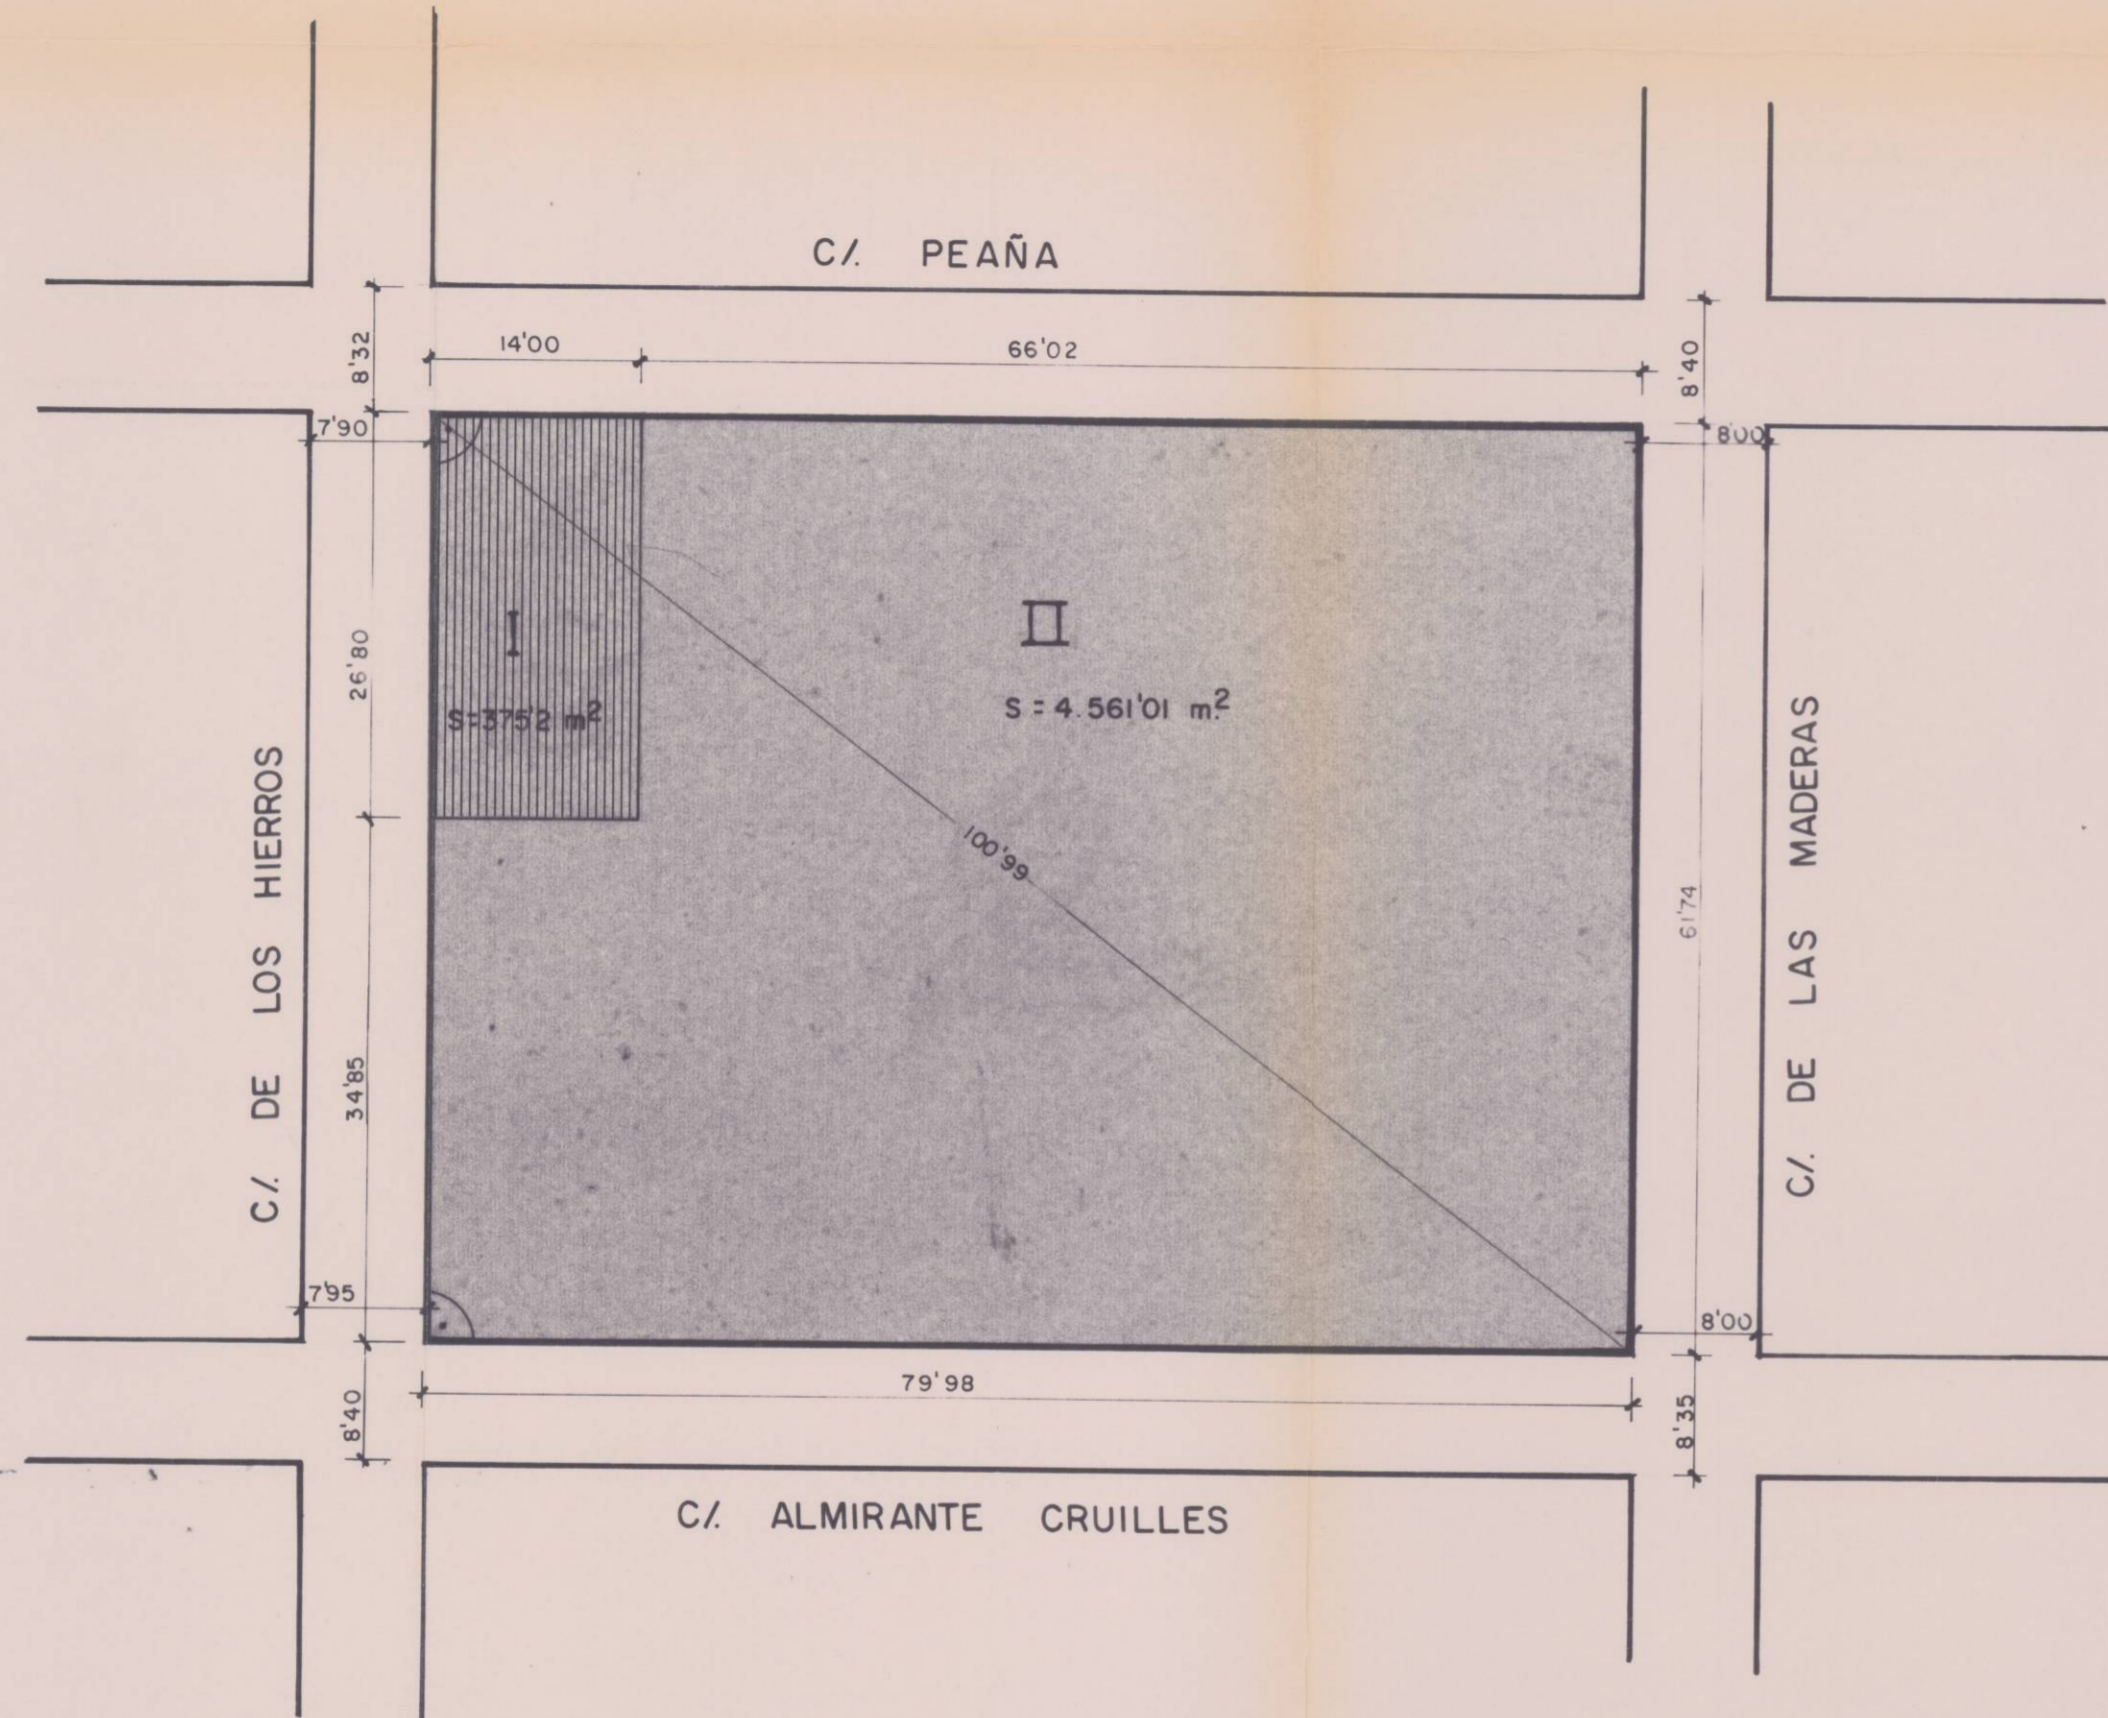 C/. PEAÑA
14'00
66'02
8'32
8'40
7'90
8'00
I
S=375'2 m²
II
S = 4.561'01 m.²
26'80
100'99
61'74
34'85
C/. DE LOS HIERROS
C/. DE LAS MADERAS
7'95
8'00
79'98
8'40
8'35
C/. ALMIRANTE CRUILLES